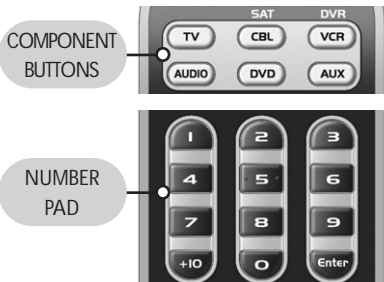 SAT DVR
COMPONENT BUTTONS
TV CBL VCR
AUDIO DVD AUX
NUMBER PAD
1 2 3
4 5 6
7 8 9
+10 0 Enter